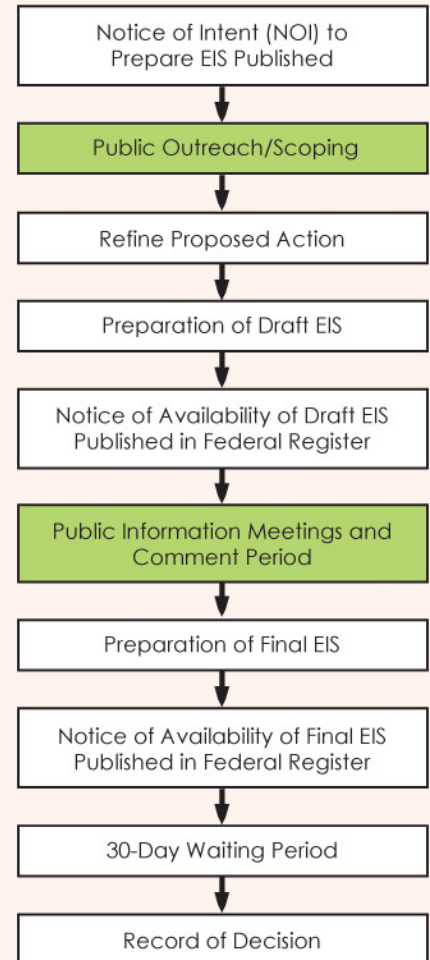 Notice of Intent (NOI) to
Prepare EIS Published
Public Outreach/Scoping
Refine Proposed Action
Preparation of Draft EIS
Notice of Availability of Draft EIS
Published in Federal Register
Public Information Meetings and
Comment Period
Preparation of Final EIS
Notice of Availability of Final EIS
Published in Federal Register
30-Day Waiting Period
Record of Decision